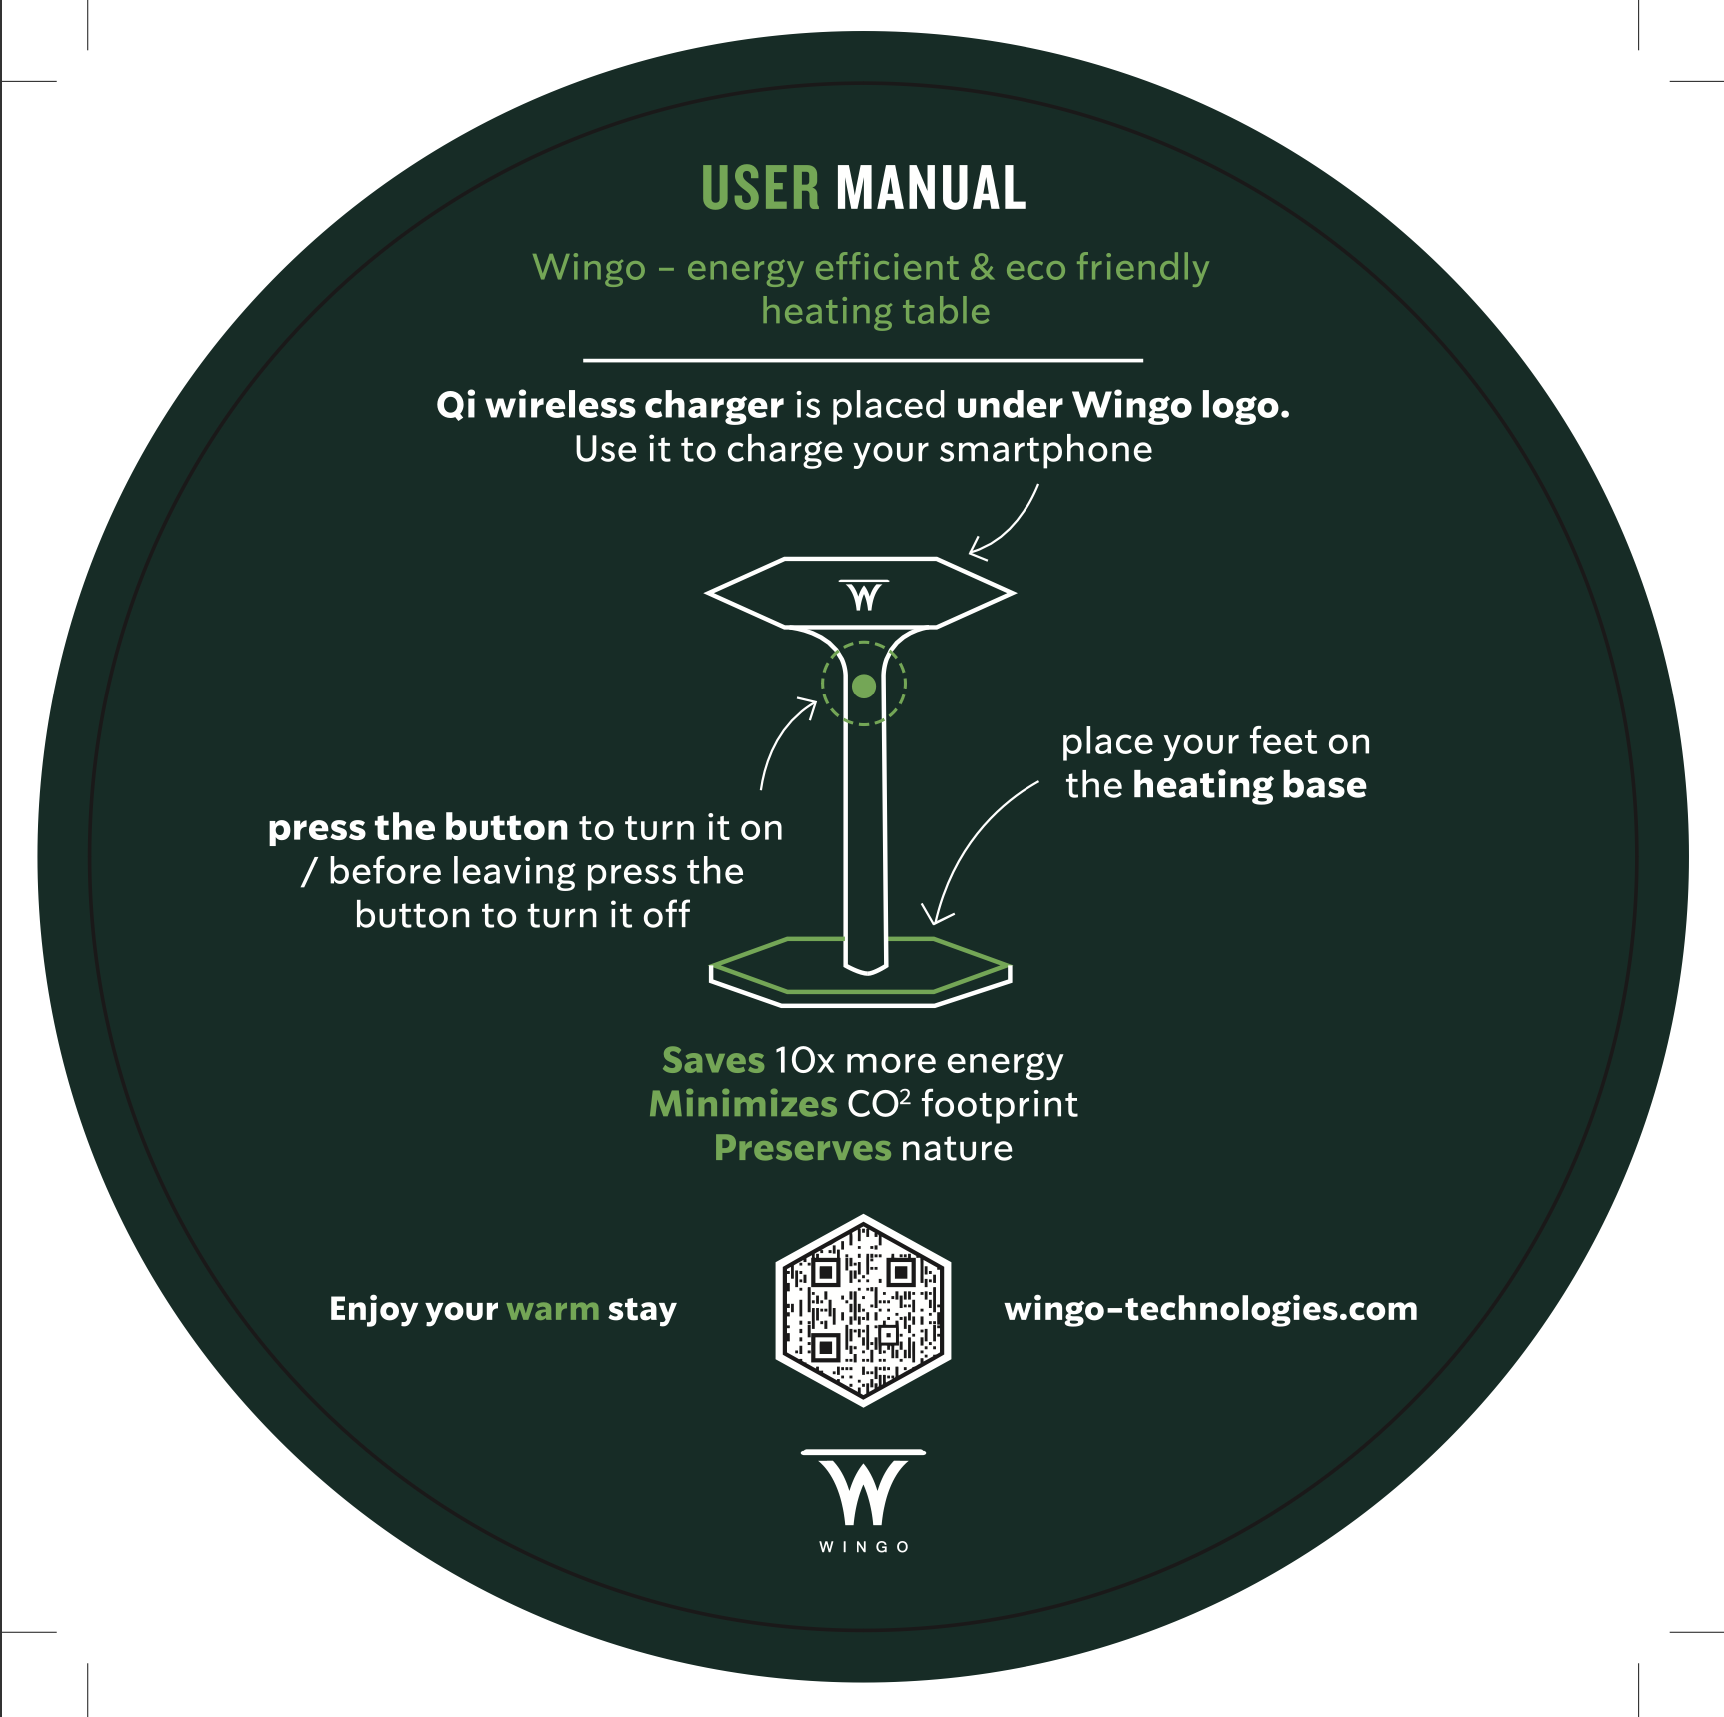 USER MANUAL
Wingo – energy efficient & eco friendly
heating table
Qi wireless charger is placed under Wingo logo.
Use it to charge your smartphone
W
place your feet on
the heating base
press the button to turn it on
/ before leaving press the
button to turn it off
Saves 10x more energy
Minimizes CO² footprint
Preserves nature
Enjoy your warm stay
wingo-technologies.com
W
WINGO